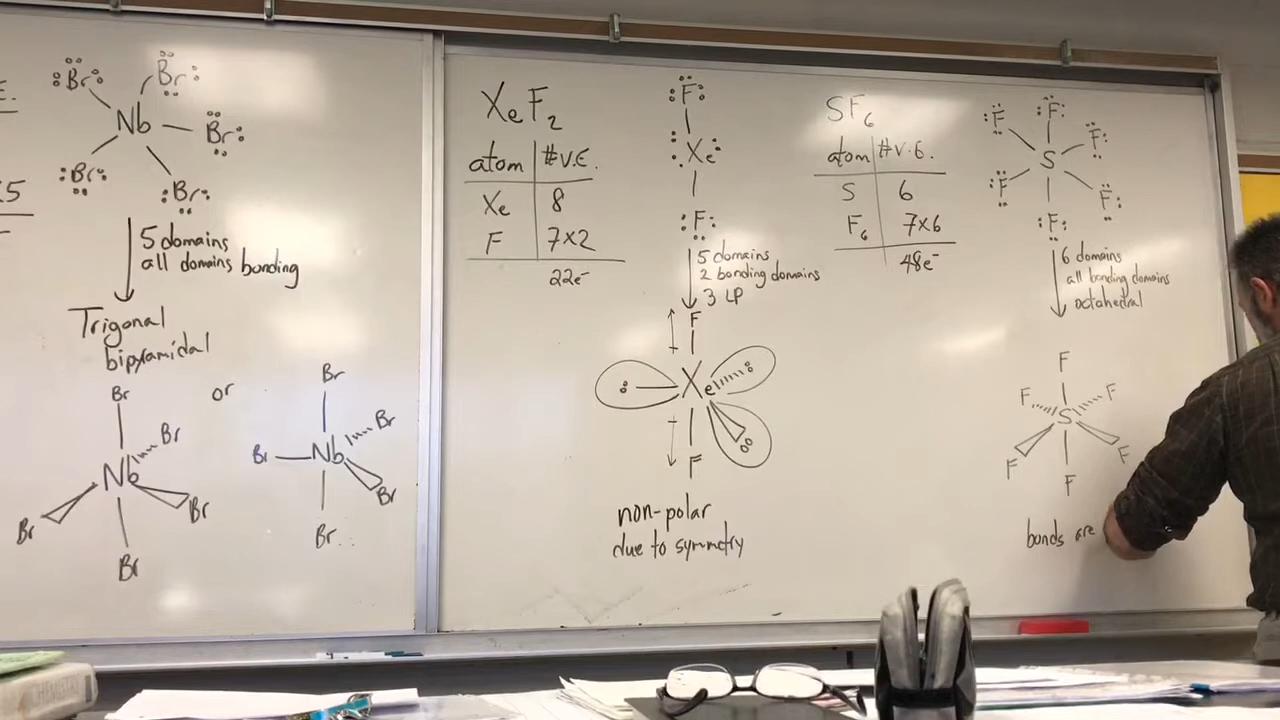 E.
x5
Br
Br
Nb
Br
Br
Br
5 domains
all domains bonding
Trigonal
bipyramidal
or
Br
Br
Nb
Br
Br
Br
Br
Br
Br
Nb
Br
Br
XeF2
atom #V.E.
Xe 8
F 7x2
22e-
F
Xe
F
5 domains
2 bonding domains
3 LP
F
Xe
F
non-polar
due to symmetry
SF6
atom #V.E.
S 6
F6 7x6
48e-
F
F
F
S
F
F
F
6 domains
all bonding domains
octahedral
F
F
F
S
F
F
F
bonds are